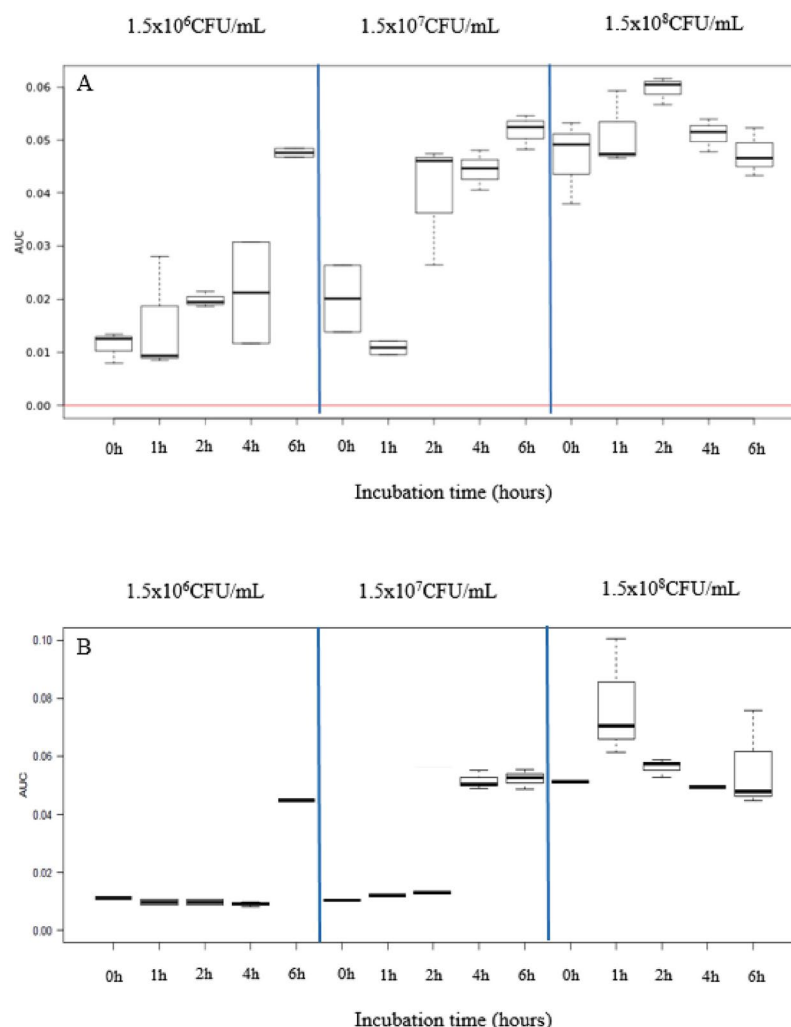 1.5x10⁶CFU/mL 1.5x10⁷CFU/mL 1.5x10⁸CFU/mL
A
0.06
0.05
0.04
0.03
0.02
0.01
0.00
AUC
0h 1h 2h 4h 6h 0h 1h 2h 4h 6h 0h 1h 2h 4h 6h
Incubation time (hours)
1.5x10⁶CFU/mL 1.5x10⁷CFU/mL 1.5x10⁸CFU/mL
B
0.10
0.08
0.06
0.04
0.02
0.00
AUC
0h 1h 2h 4h 6h 0h 1h 2h 4h 6h 0h 1h 2h 4h 6h
Incubation time (hours)